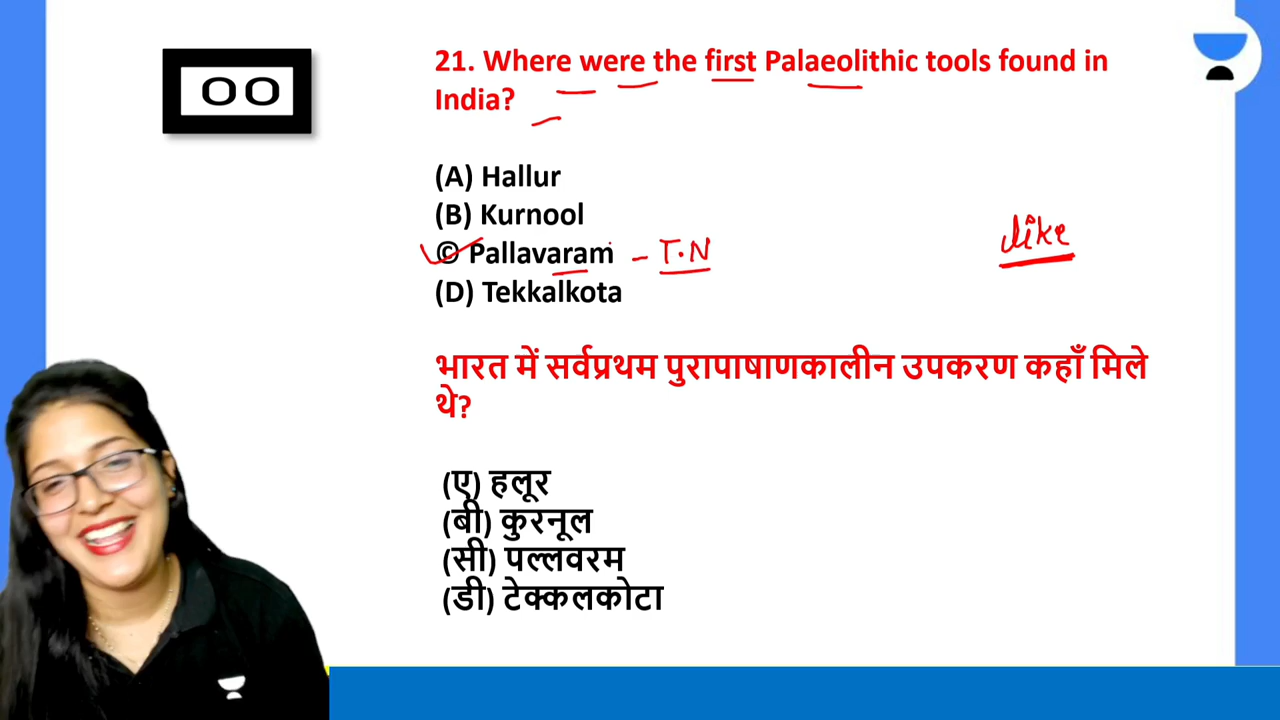 00
21. Where were the first Palaeolithic tools found in
India?
(A) Hallur
(B) Kurnool
© Pallavaram - T.N
(D) Tekkalkota
like
भारत में सर्वप्रथम पुरापाषाणकालीन उपकरण कहाँ मिले
थे?
(ए) हलूर
(बी) कुरनूल
(सी) पल्लवरम
(डी) टेक्कलकोटा